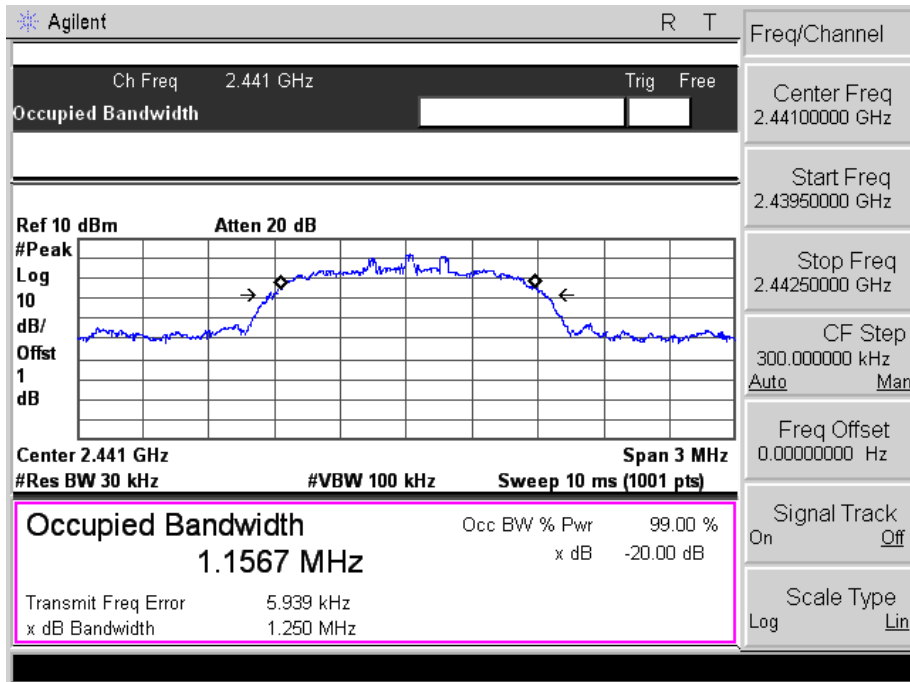 Agilent R T
Ch Freq 2.441 GHz Trig Free
Occupied Bandwidth
Ref 10 dBm Atten 20 dB
#Peak
Log
10
dB/
Offst
1
dB
Center 2.441 GHz Span 3 MHz
#Res BW 30 kHz #VBW 100 kHz Sweep 10 ms (1001 pts)
Occupied Bandwidth Occ BW % Pwr 99.00 %
1.1567 MHz x dB -20.00 dB
Transmit Freq Error 5.939 kHz
x dB Bandwidth 1.250 MHz
Freq/Channel
Center Freq
2.44100000 GHz
Start Freq
2.43950000 GHz
Stop Freq
2.44250000 GHz
CF Step
300.000000 kHz
Auto Man
Freq Offset
0.00000000 Hz
Signal Track
On Off
Scale Type
Log Lin